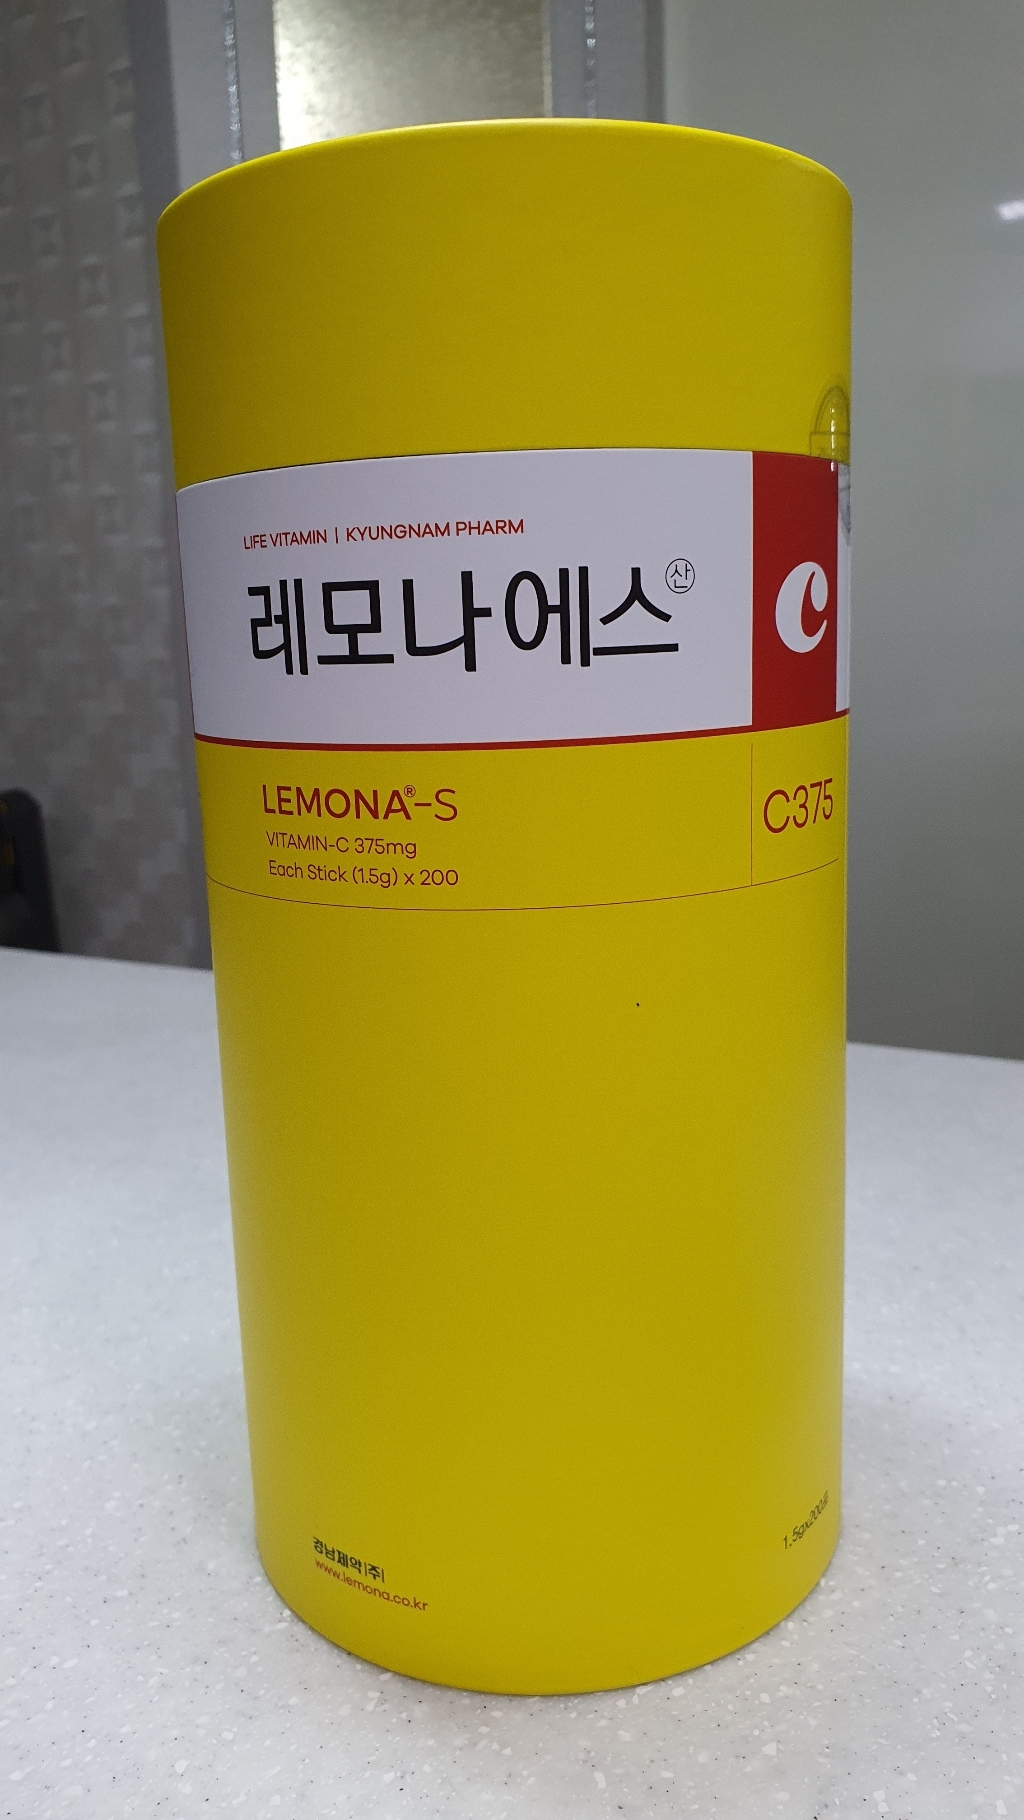 LIFE VITAMIN | KYUNGNAM PHARM
레모나에스 산
C
LEMONA®-S
C375
VITAMIN-C 375mg
Each Stick (1.5g) x 200
1.5gx200포
경남제약|주|
www.lemona.co.kr